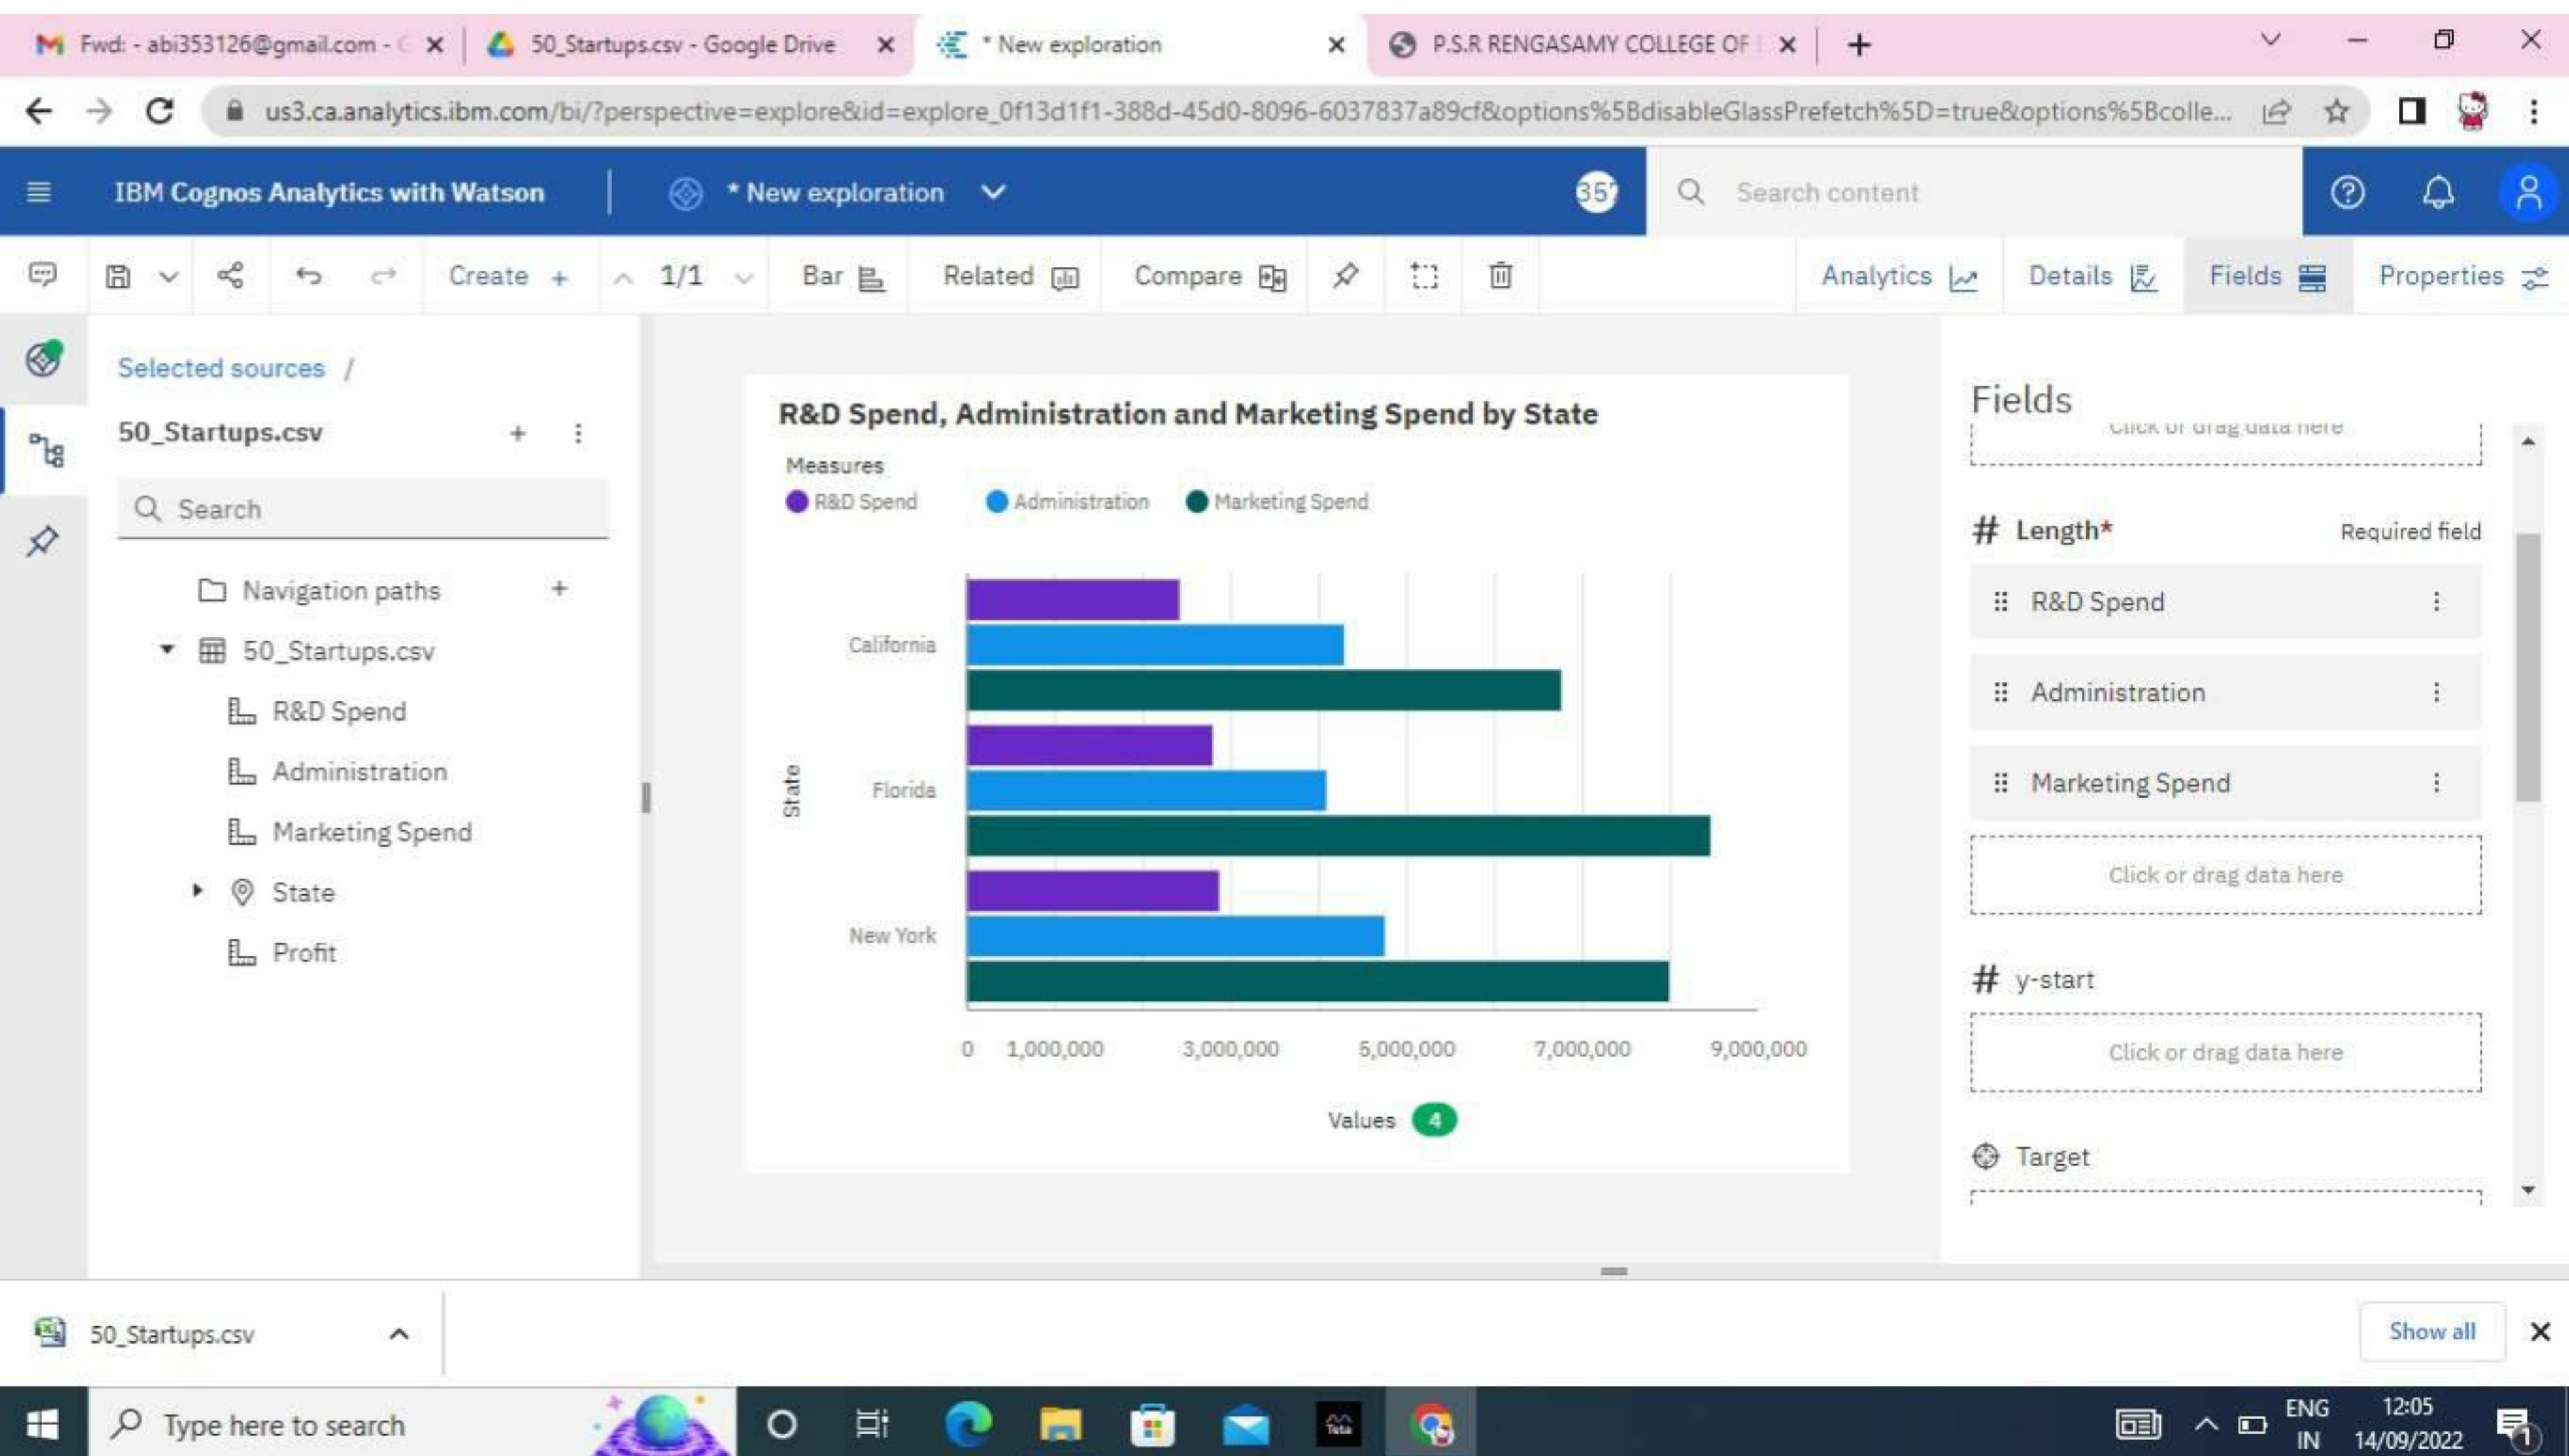 Fwd: - abi353126@gmail.com - G
50_Startups.csv - Google Drive
* New exploration
P.S.R RENGASAMY COLLEGE OF
us3.ca.analytics.ibm.com/bi/?perspective=explore&id=explore_0f13d1f1-388d-45d0-8096-6037837a89cf&options%5BdisableGlassPrefetch%5D=true&options%5Bcolle...
IBM Cognos Analytics with Watson
* New exploration
Search content
Create +
1/1
Bar
Related
Compare
Analytics
Details
Fields
Properties
Selected sources /
50_Startups.csv
Search
Navigation paths
50_Startups.csv
R&D Spend
Administration
Marketing Spend
State
Profit
R&D Spend, Administration and Marketing Spend by State
Measures
R&D Spend Administration Marketing Spend
California
Florida
New York
State
0 1,000,000 3,000,000 5,000,000 7,000,000 9,000,000
Values 4
Fields
Click or drag data here
# Length* Required field
R&D Spend
Administration
Marketing Spend
Click or drag data here
# y-start
Click or drag data here
Target
50_Startups.csv
Show all
Type here to search
Teta
ENG
IN
12:05
14/09/2022
1